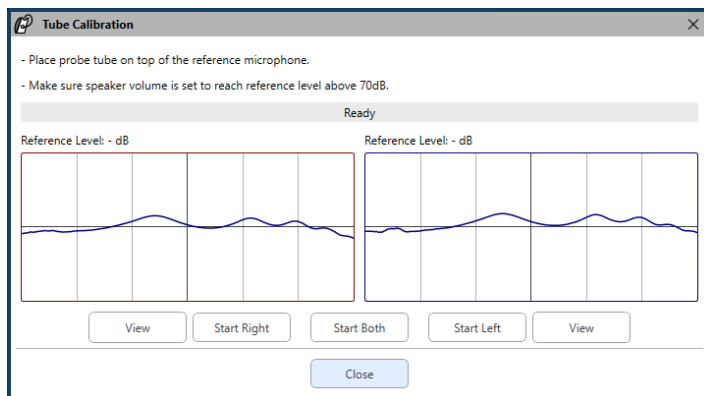 Tube Calibration
- Place probe tube on top of the reference microphone.
- Make sure speaker volume is set to reach reference level above 70dB.
Ready
Reference Level: - dB
Reference Level: - dB
View
Start Right
Start Both
Start Left
View
Close